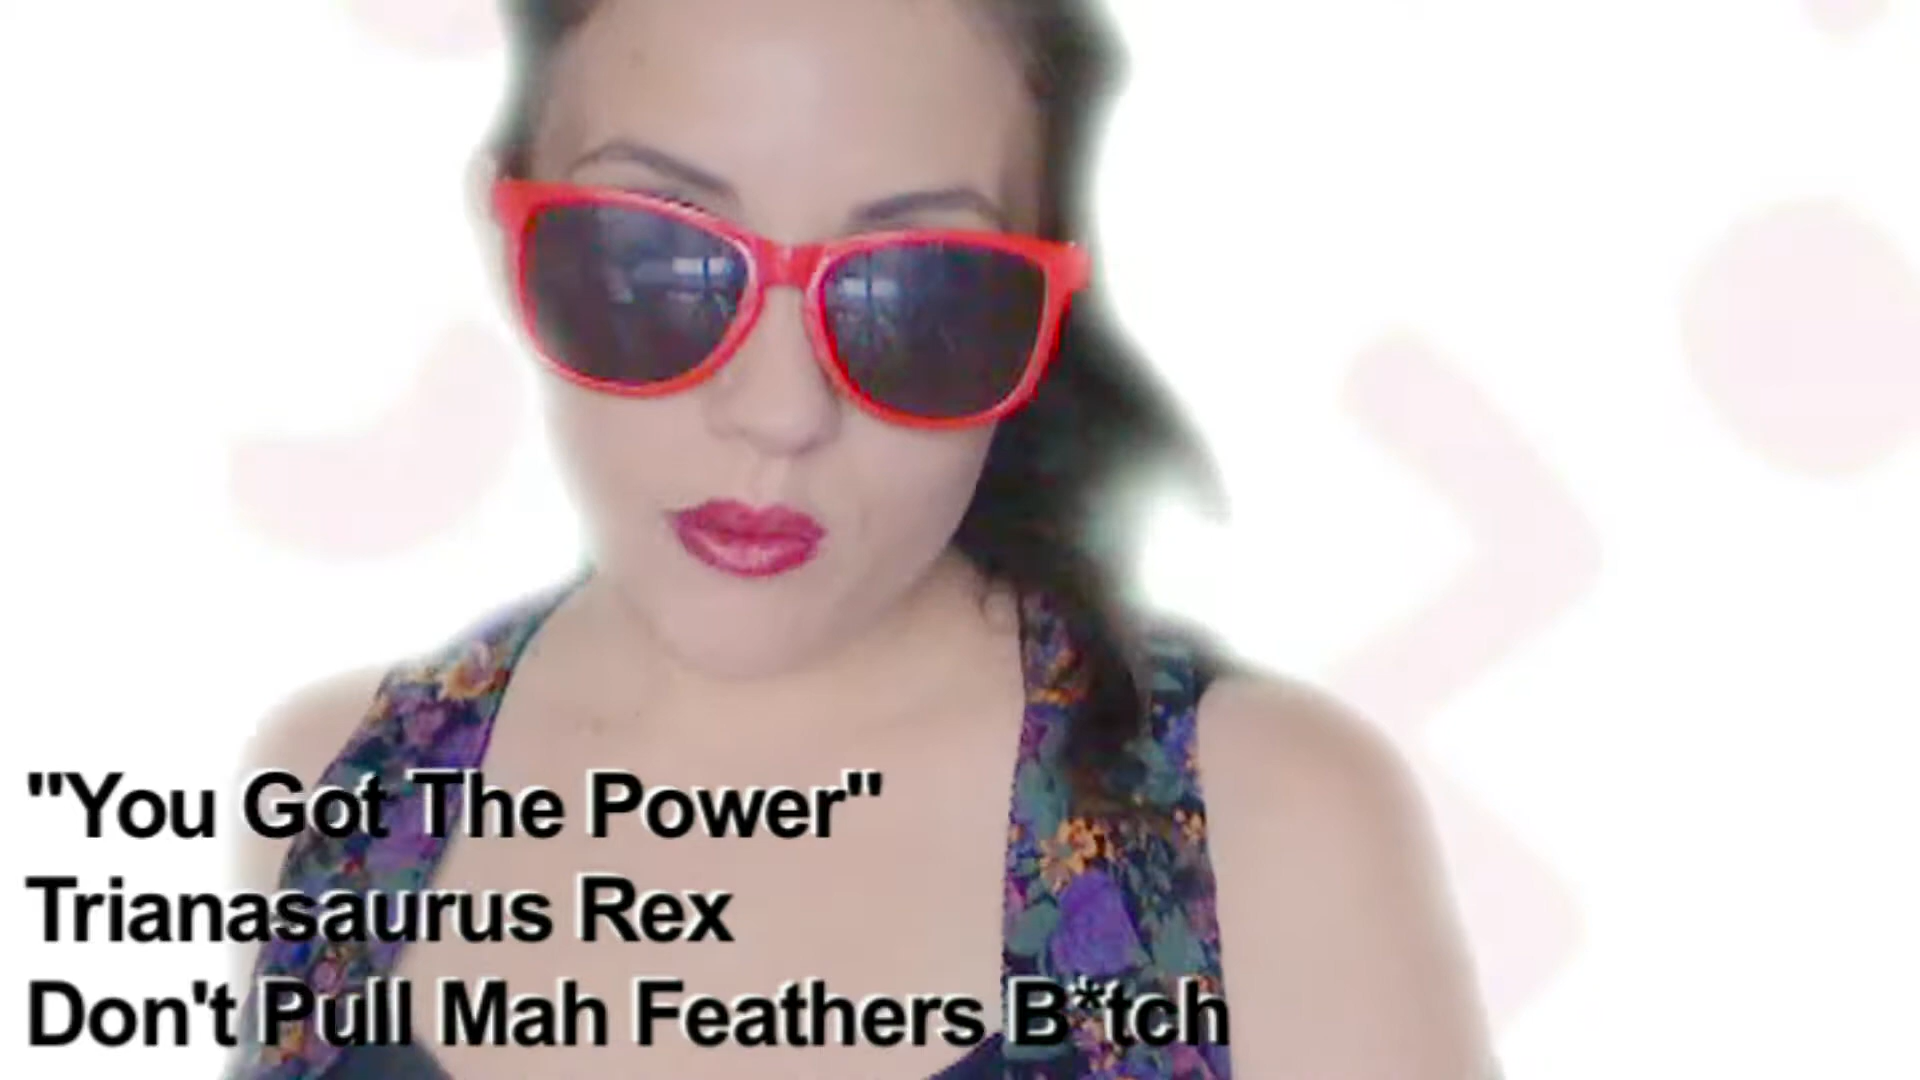 "You Got The Power"
Trianasaurus Rex
Don't Pull Mah Feathers B*tch